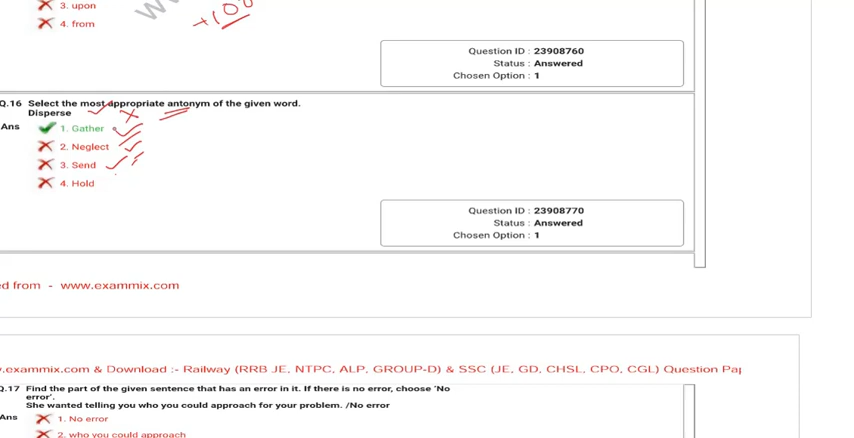 3. upon
4. from
+100
W
Question ID : 23908760
Status : Answered
Chosen Option : 1
Q.16 Select the most appropriate antonym of the given word.
Disperse
Ans
1. Gather
2. Neglect
3. Send
4. Hold
Question ID : 23908770
Status : Answered
Chosen Option : 1
ed from - www.exammix.com
v.exammix.com & Download :- Railway (RRB JE, NTPC, ALP, GROUP-D) & SSC (JE, GD, CHSL, CPO, CGL) Question Pap
Q.17 Find the part of the given sentence that has an error in it. If there is no error, choose 'No
error'.
She wanted telling you who you could approach for your problem. /No error
Ans
1. No error
2. who you could approach